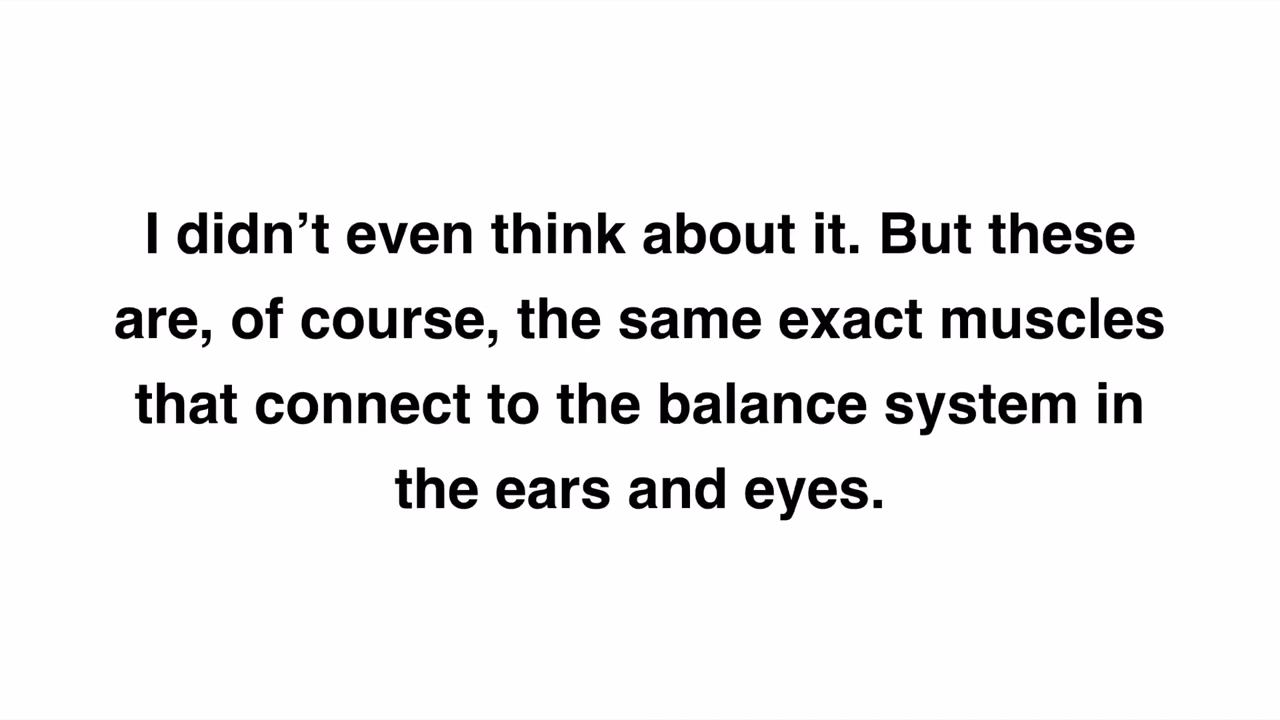 I didn’t even think about it. But these
are, of course, the same exact muscles
that connect to the balance system in
the ears and eyes.